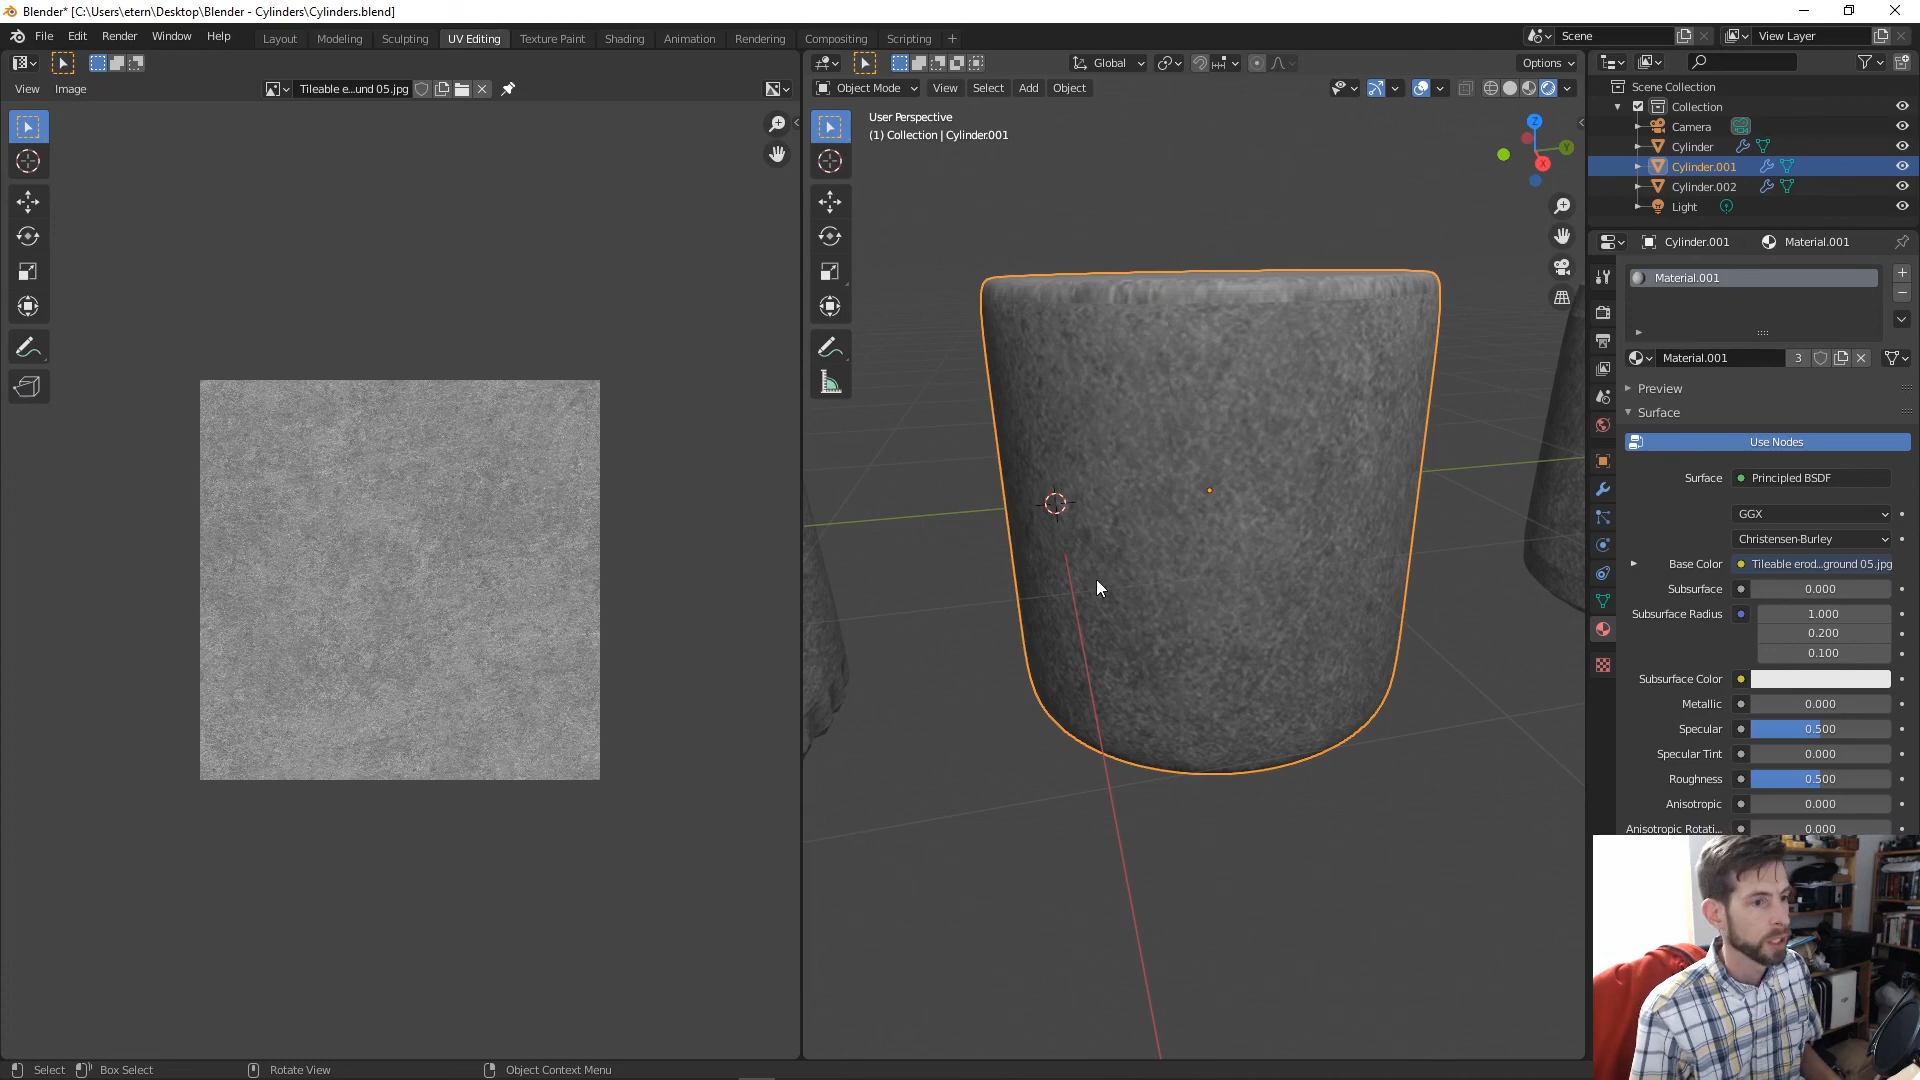 Blender* [C:\Users\etern\Desktop\Blender - Cylinders\Cylinders.blend]
File Edit Render Window Help
Layout Modeling Sculpting UV Editing Texture Paint Shading Animation Rendering Compositing Scripting +
Scene
View Layer
Global
Options
View Image
Tileable e...und 05.jpg
Object Mode
View Select Add Object
User Perspective
(1) Collection | Cylinder.001
Z
Y
X
Scene Collection
Collection
Camera
Cylinder
Cylinder.001
Cylinder.002
Light
Cylinder.001
Material.001
Material.001
Material.001
3
Preview
Surface
Use Nodes
Surface Principled BSDF
GGX
Christensen-Burley
Base Color Tileable erod...ground 05.jpg
Subsurface 0.000
Subsurface Radius 1.000
0.200
0.100
Subsurface Color
Metallic 0.000
Specular 0.500
Specular Tint 0.000
Roughness 0.500
Anisotropic 0.000
Anisotropic Rotati... 0.000
Select Box Select Rotate View Object Context Menu